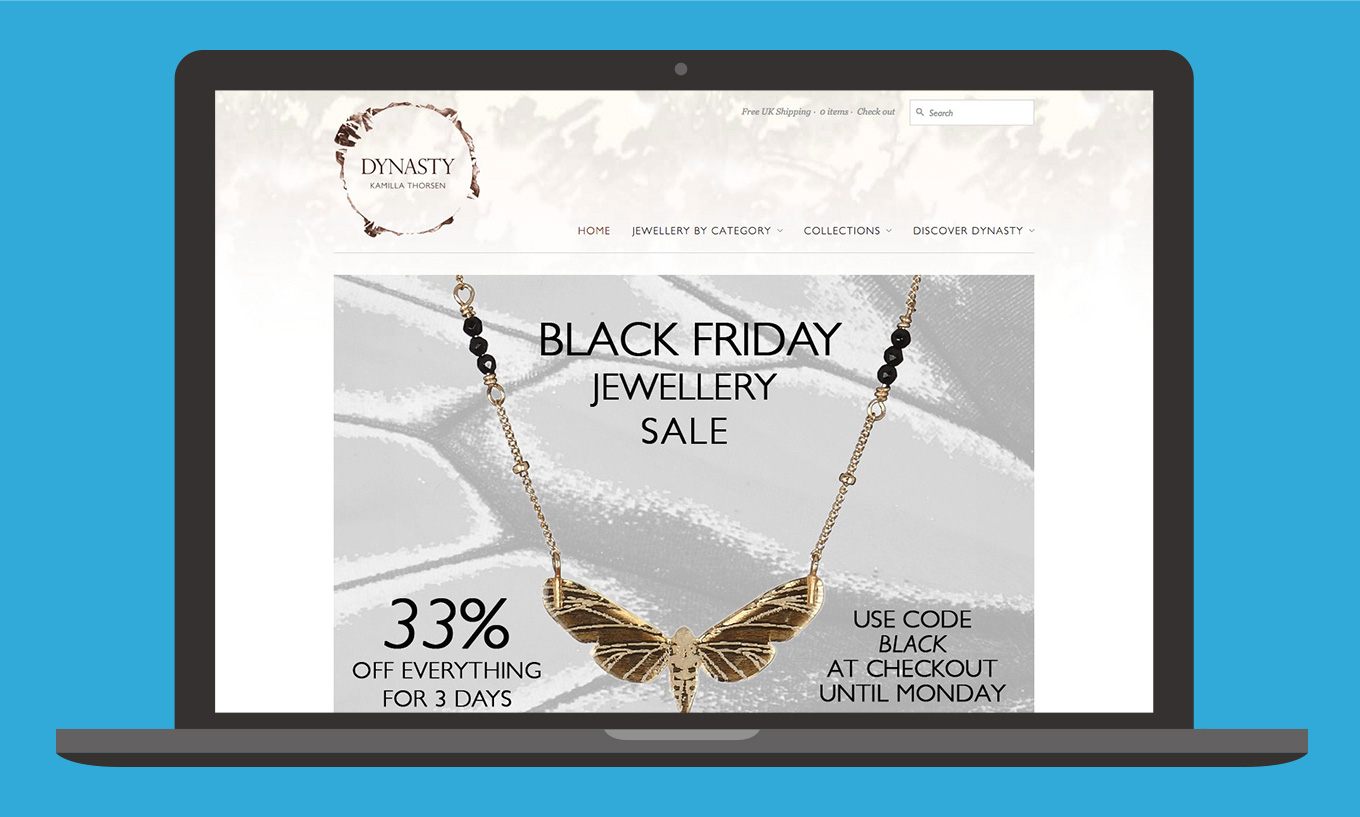 DYNASTY
KAMILLA THORSEN
Free UK Shipping · 0 items · Check out
Search
HOME JEWELLERY BY CATEGORY COLLECTIONS DISCOVER DYNASTY
BLACK FRIDAY
JEWELLERY
SALE
33%
OFF EVERYTHING
FOR 3 DAYS
USE CODE
BLACK
AT CHECKOUT
UNTIL MONDAY